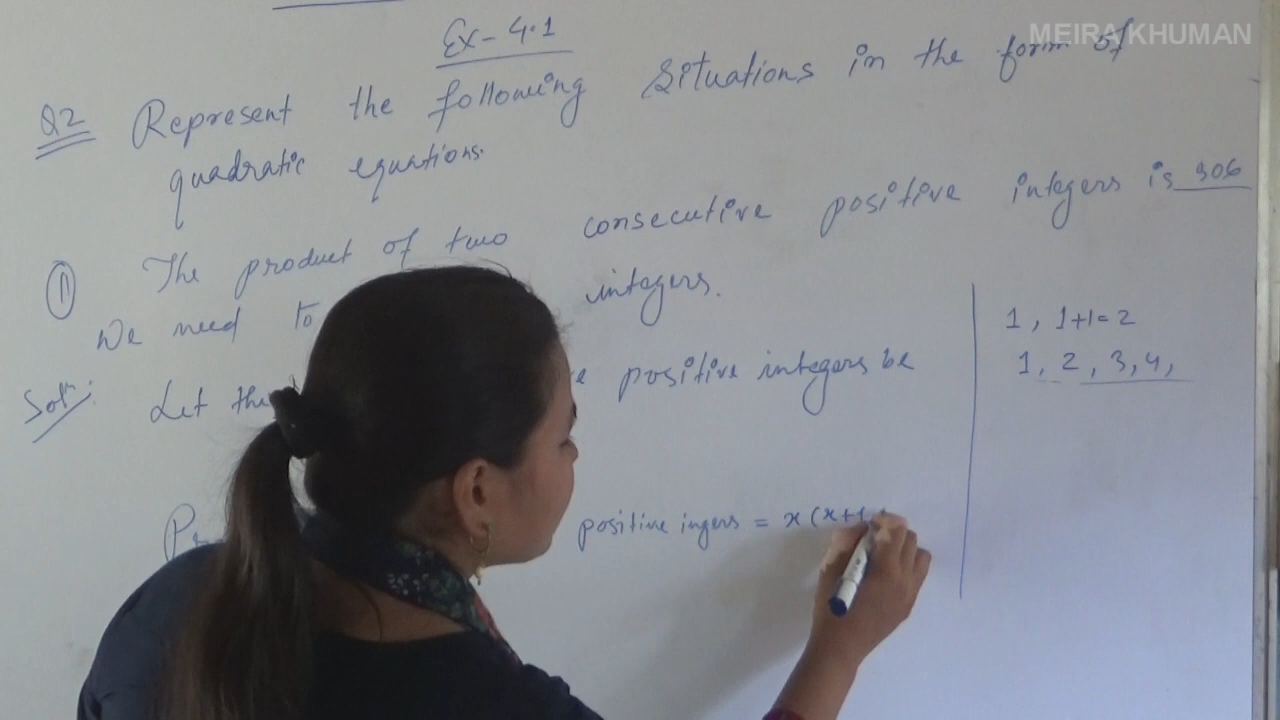 MEIRA KHUMAN
Ex - 4.1
Q2 Represent the following Situations in the form of
quadratic equations.
① The product of two consecutive positive integers is 306
We need to integers.
Soln: Let the positive integers be
positive ingers = x (x+1
1, 1+1=2
1, 2, 3, 4,